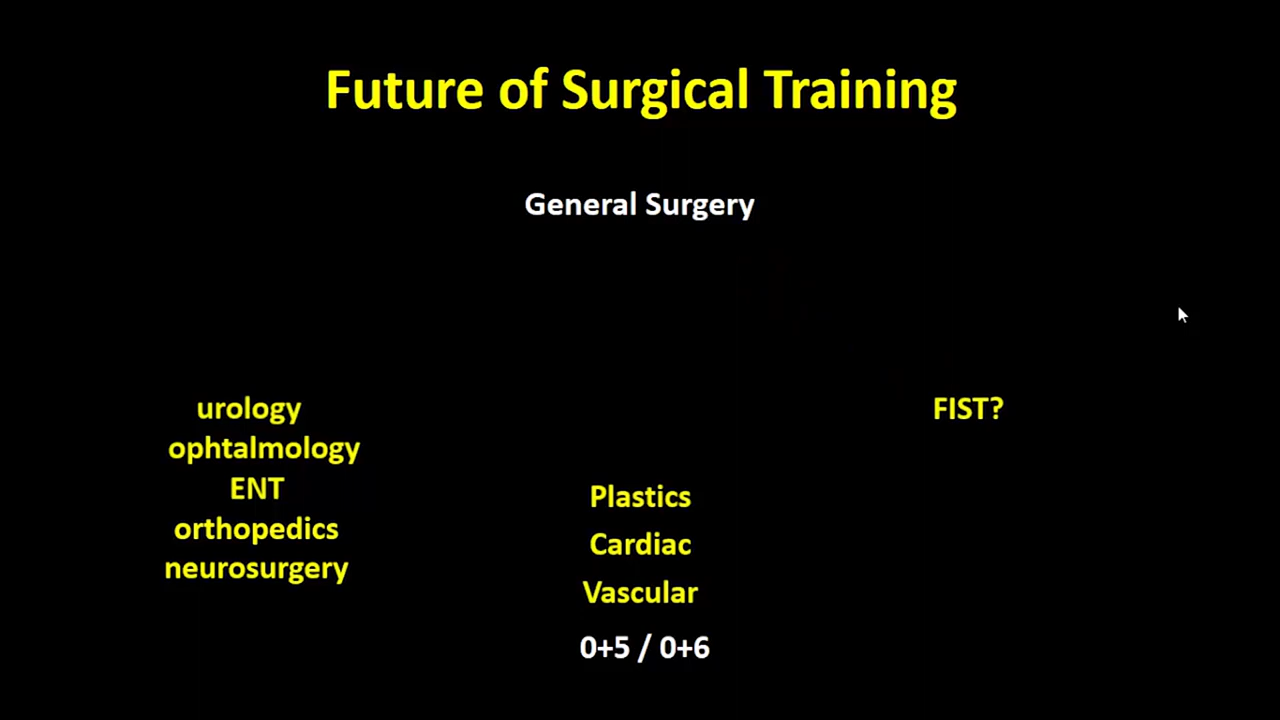 Future of Surgical Training
General Surgery
urology
ophtalmology
ENT
orthopedics
neurosurgery
Plastics
Cardiac
Vascular
0+5 / 0+6
FIST?